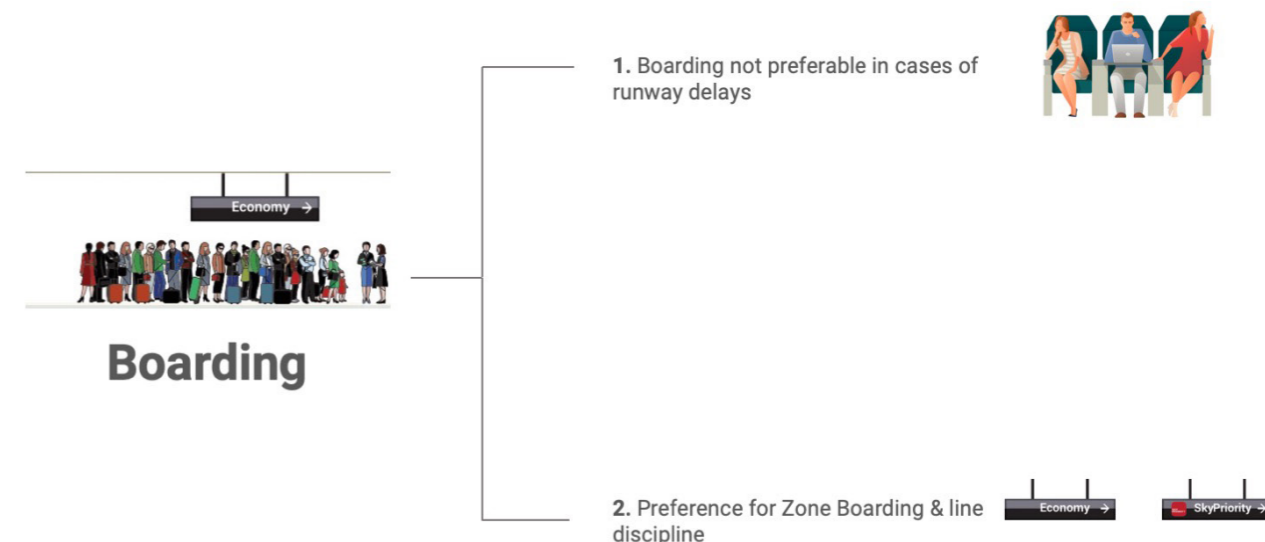 1. Boarding not preferable in cases of
runway delays
Economy →
Boarding
2. Preference for Zone Boarding & line
discipline
Economy →
SkyPriority →